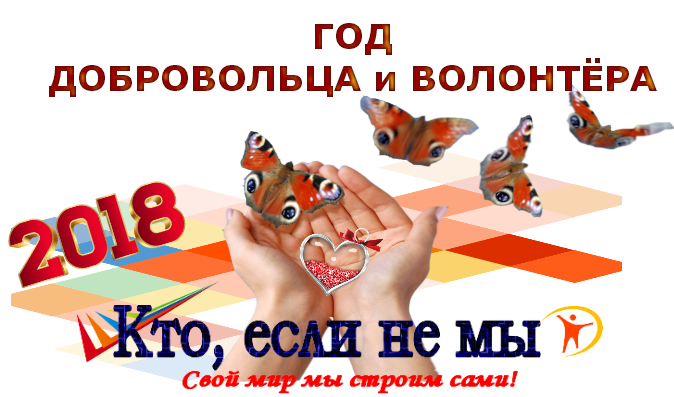 ГОД
ДОБРОВОЛЬЦА и ВОЛОНТЁРА
2018
Кто, если не мы
Свой мир мы строим сами!